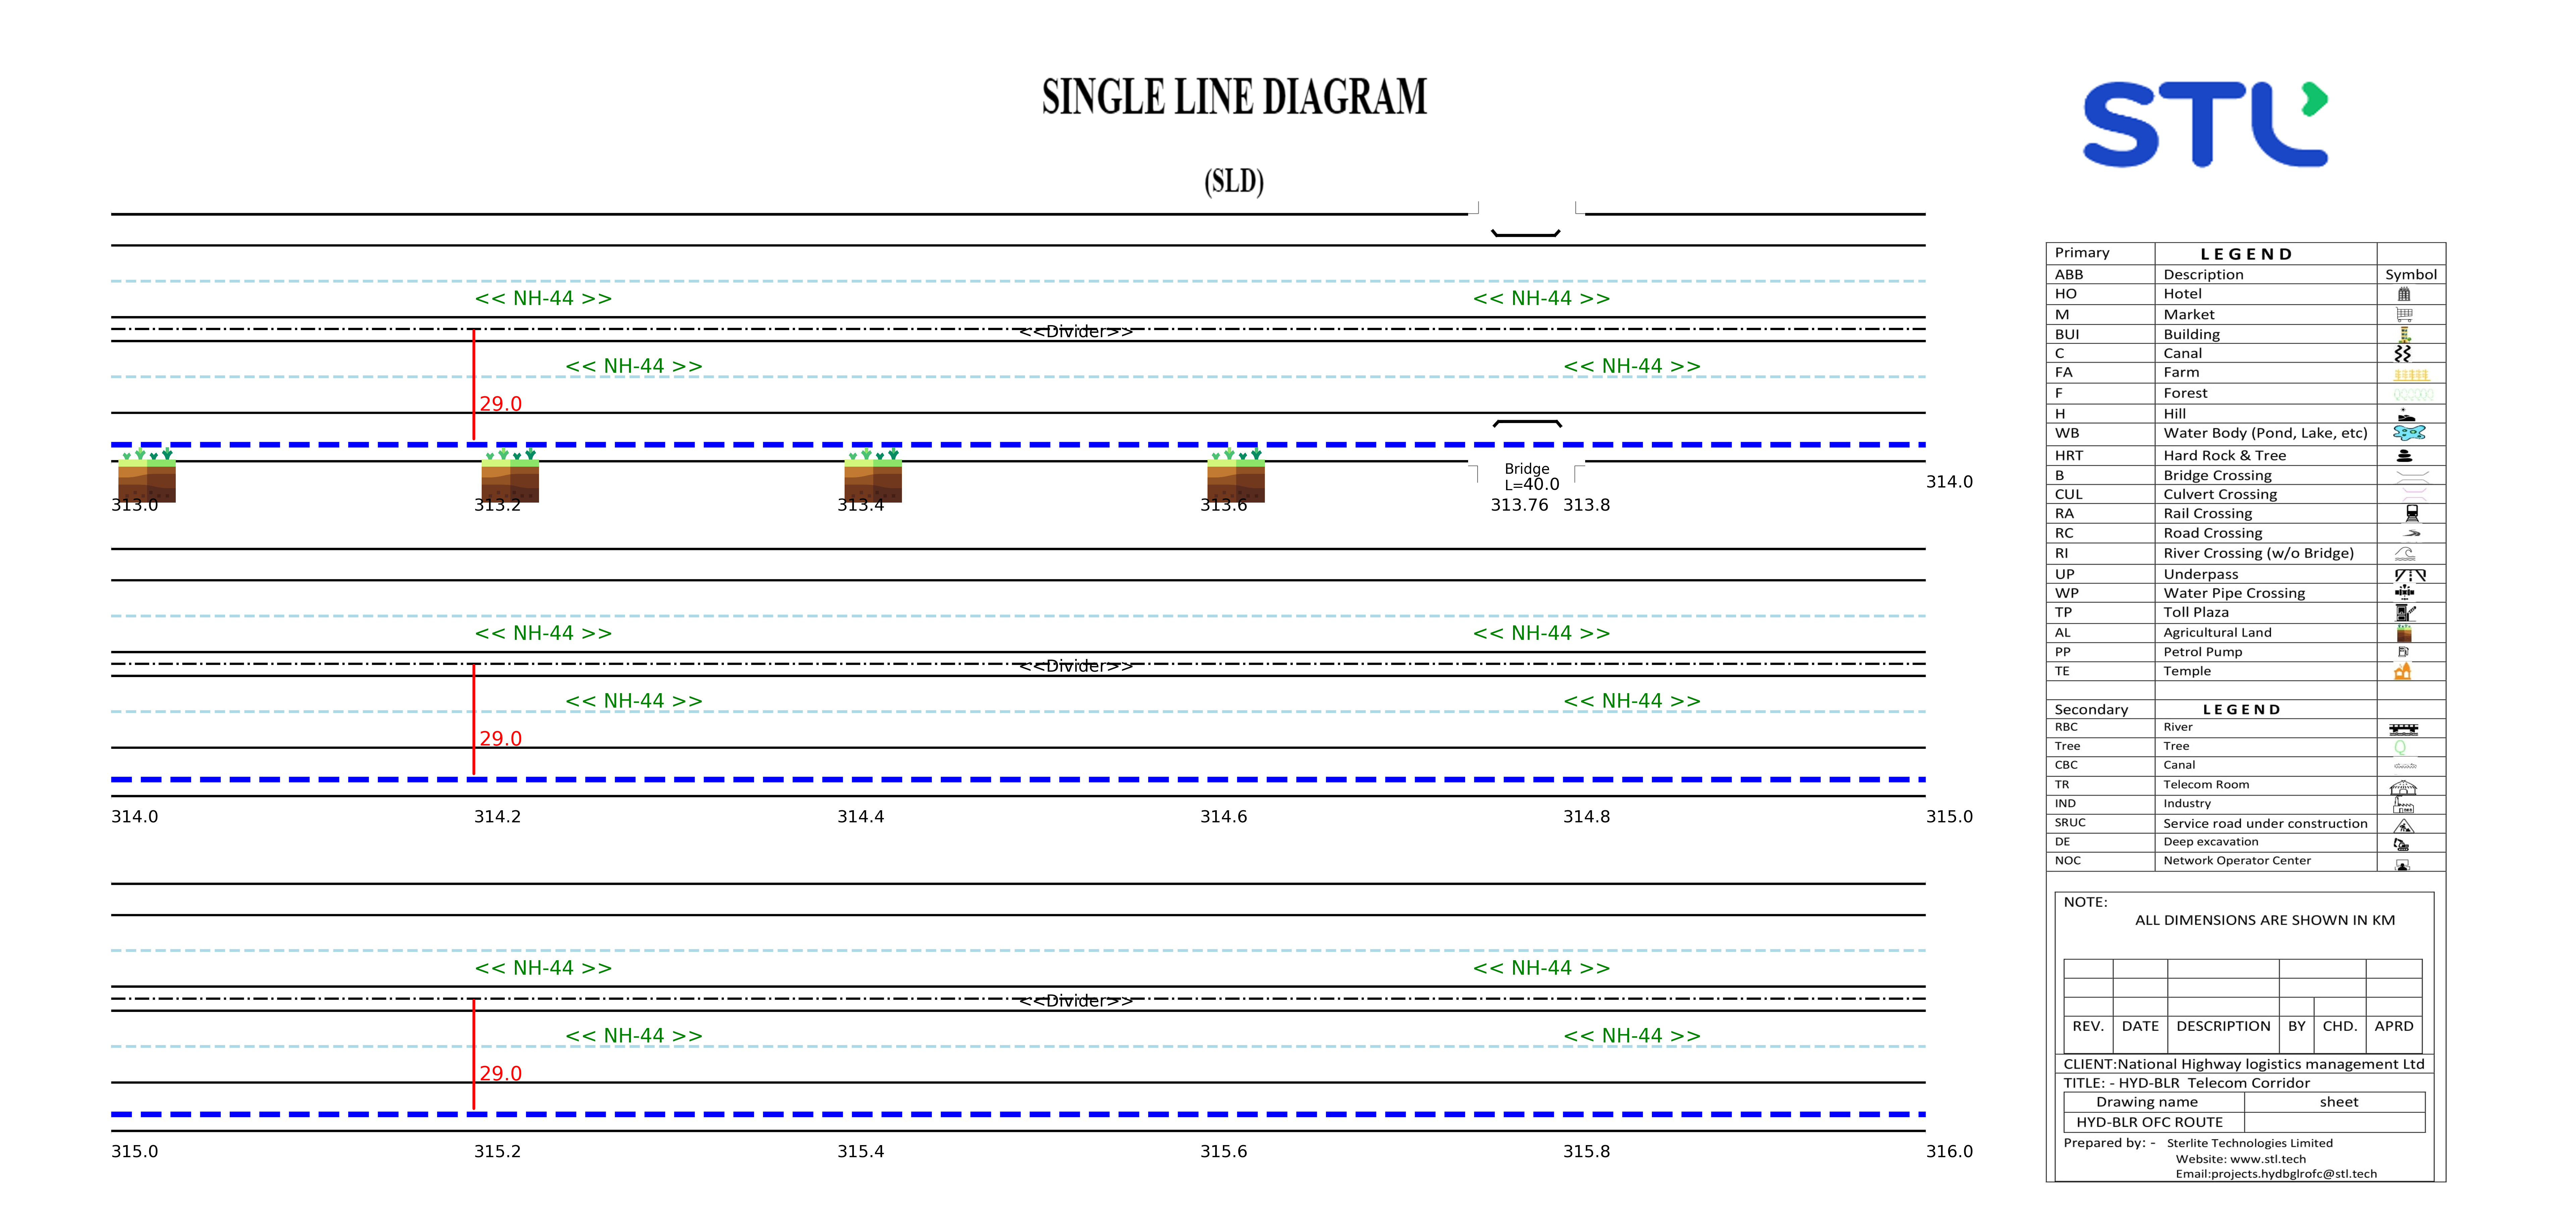 SINGLE LINE DIAGRAM
(SLD)
STL
<< NH-44 >> << NH-44 >>
<<Divider>>
<< NH-44 >> << NH-44 >>
29.0
Bridge
L=40.0
314.0
313.0 313.2 313.4 313.6 313.76 313.8
<< NH-44 >> << NH-44 >>
<<Divider>>
<< NH-44 >> << NH-44 >>
29.0
314.0 314.2 314.4 314.6 314.8 315.0
<< NH-44 >> << NH-44 >>
<<Divider>>
<< NH-44 >> << NH-44 >>
29.0
315.0 315.2 315.4 315.6 315.8 316.0
Primary LEGEND
ABB Description Symbol
HO Hotel
M Market
BUI Building
C Canal
FA Farm
F Forest
H Hill
WB Water Body (Pond, Lake, etc)
HRT Hard Rock & Tree
B Bridge Crossing
CUL Culvert Crossing
RA Rail Crossing
RC Road Crossing
RI River Crossing (w/o Bridge)
UP Underpass
WP Water Pipe Crossing
TP Toll Plaza
AL Agricultural Land
PP Petrol Pump
TE Temple
Secondary LEGEND
RBC River
Tree Tree
CBC Canal
TR Telecom Room
IND Industry
SRUC Service road under construction
DE Deep excavation
NOC Network Operator Center
NOTE:
ALL DIMENSIONS ARE SHOWN IN KM
REV. DATE DESCRIPTION BY CHD. APRD
CLIENT:National Highway logistics management Ltd
TITLE: - HYD-BLR Telecom Corridor
Drawing name sheet
HYD-BLR OFC ROUTE
Prepared by: - Sterlite Technologies Limited
Website: www.stl.tech
Email:projects.hydbglrofc@stl.tech